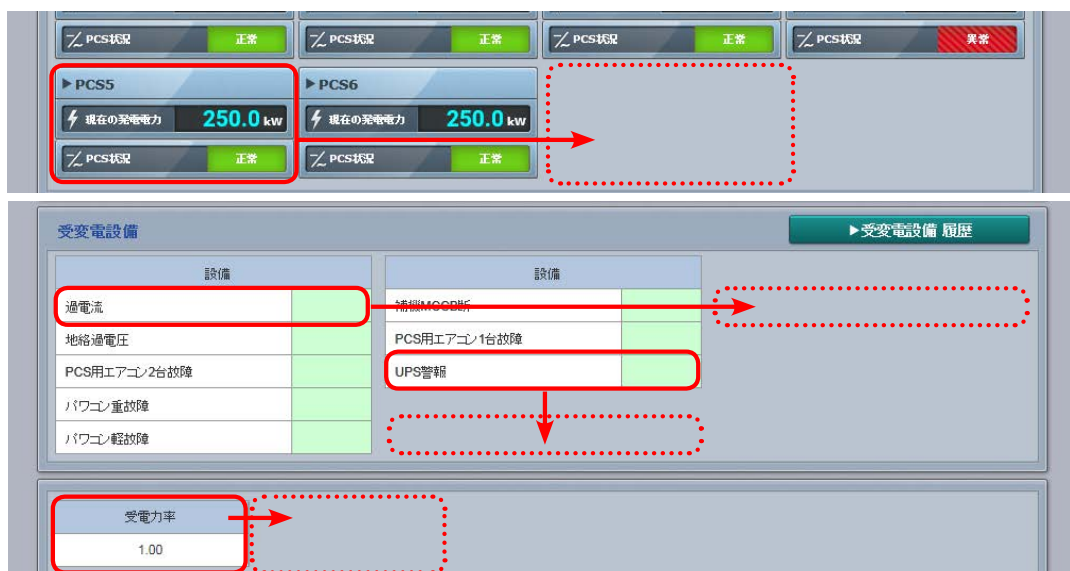 PCS状況 正常 PCS状況 正常 PCS状況 正常 PCS状況 異常
▶PCS5 ▶PCS6
現在の発電電力 250.0 kW 現在の発電電力 250.0 kW
PCS状況 正常 PCS状況 正常
受変電設備 ▶受変電設備 履歴
設備 設備
過電流 補機MCCB断
地絡過電圧 PCS用エアコン1台故障
PCS用エアコン2台故障 UPS警報
パワコン重故障
パワコン軽故障
受電力率
1.00